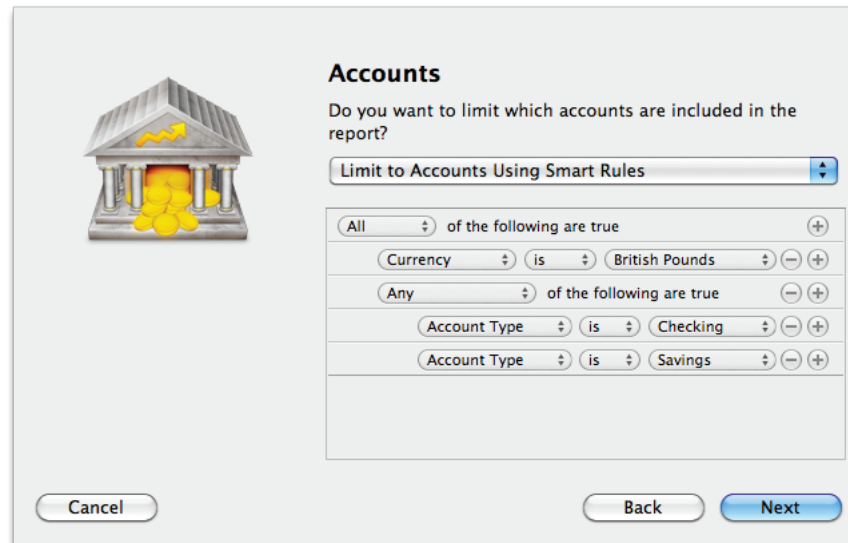 Accounts
Do you want to limit which accounts are included in the
report?
Limit to Accounts Using Smart Rules
All of the following are true
Currency is British Pounds
Any of the following are true
Account Type is Checking
Account Type is Savings
Cancel Back Next